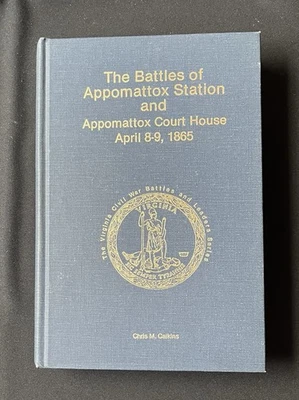 The Battles of
Appomattox Station
and
Appomattox Court House
April 8-9, 1865
The Virginia Civil War Battles and Leaders Series
VIRGINIA
SIC SEMPER TYRANNIS
Chris M. Calkins